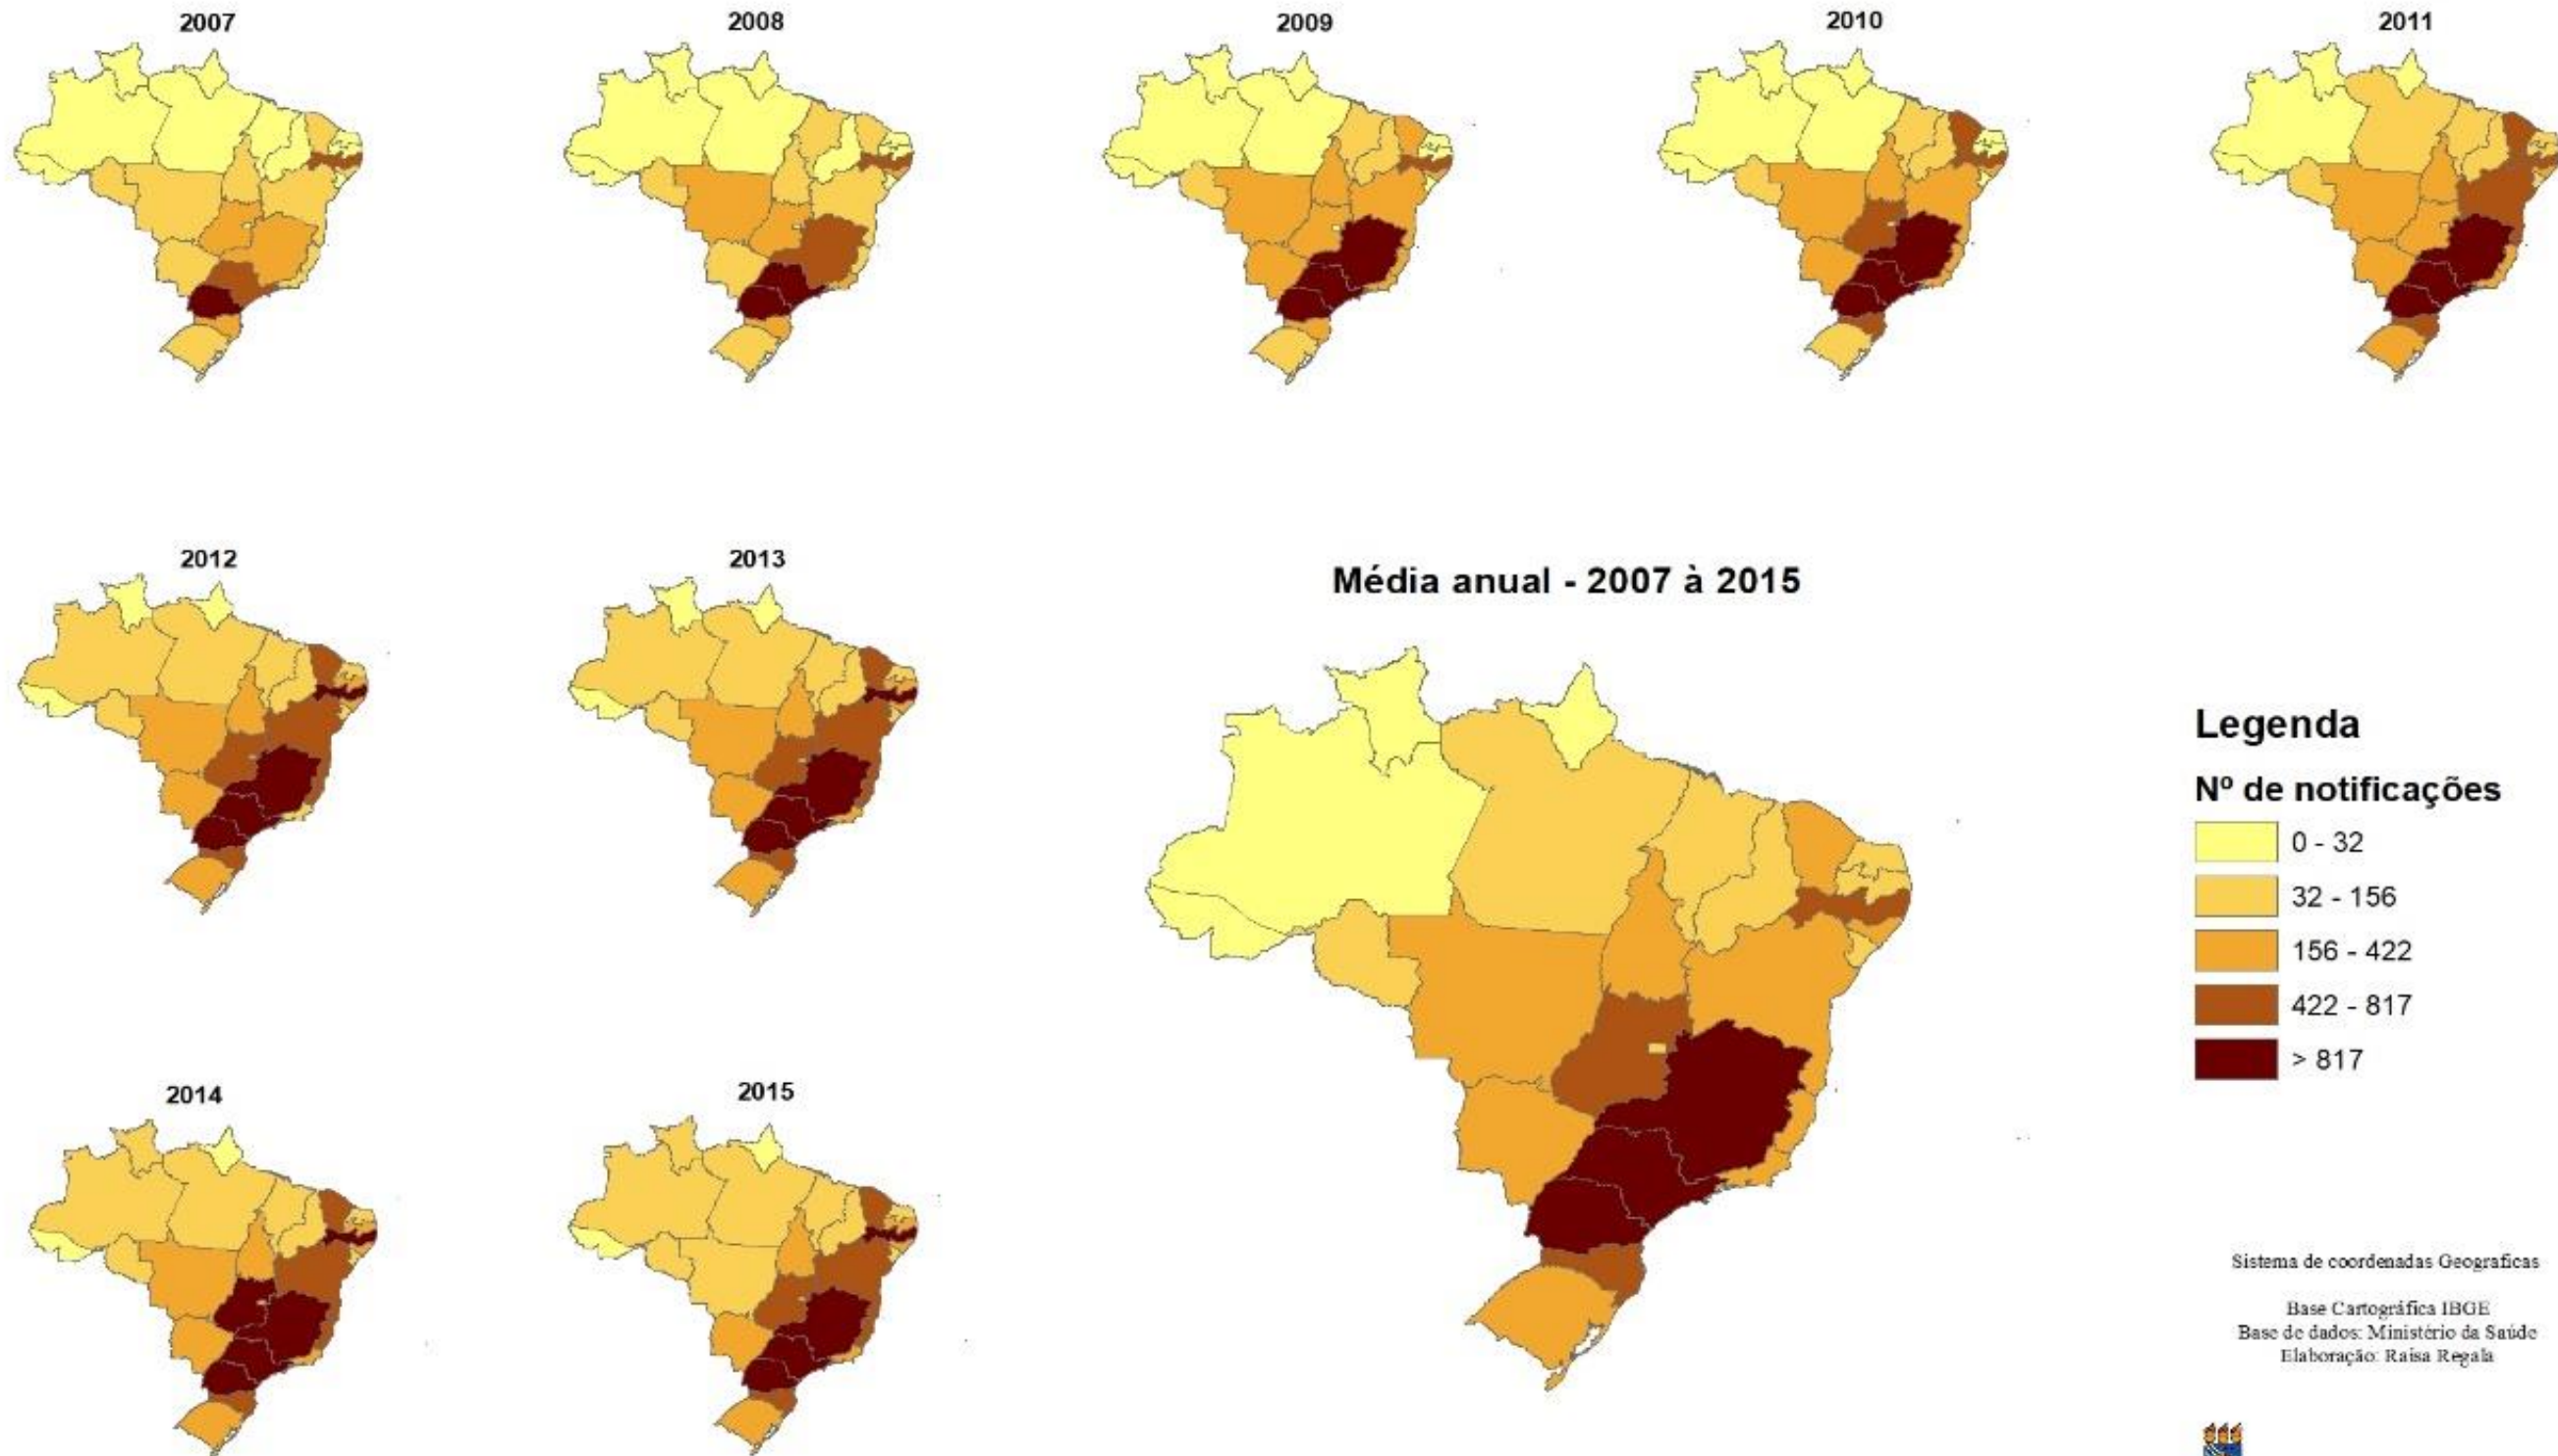 2007
2008
2009
2010
2011
2012
2013
Média anual - 2007 à 2015
Legenda
Nº de notificações
0 - 32
32 - 156
156 - 422
422 - 817
> 817
2014
2015
Sistema de coordenadas Geograficas
Base Cartográfica IBGE
Base de dados: Ministério da Saúde
Elaboração: Raisa Regala